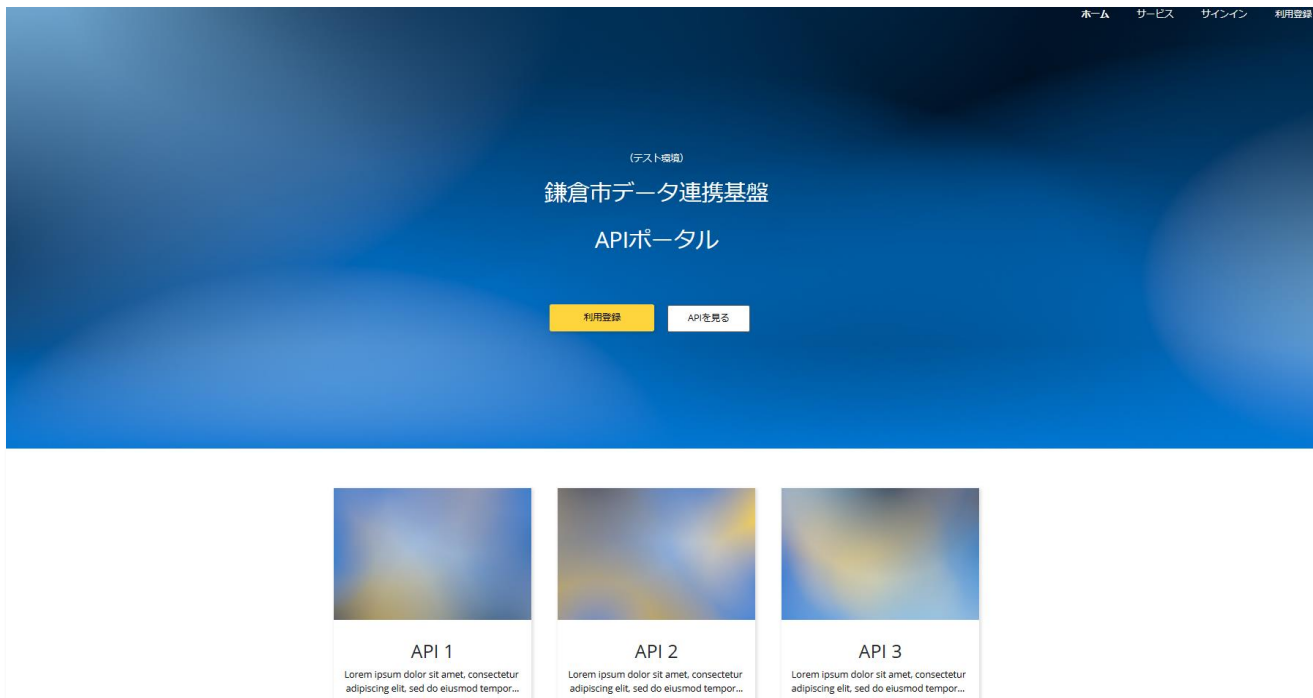 ホーム サービス サインイン 利用登録
（テスト環境）
鎌倉市データ連携基盤
APIポータル
利用登録 APIを見る
API 1 API 2 API 3
Lorem ipsum dolor sit amet, consectetur Lorem ipsum dolor sit amet, consectetur Lorem ipsum dolor sit amet, consectetur
adipiscing elit, sed do eiusmod tempor... adipiscing elit, sed do eiusmod tempor... adipiscing elit, sed do eiusmod tempor...